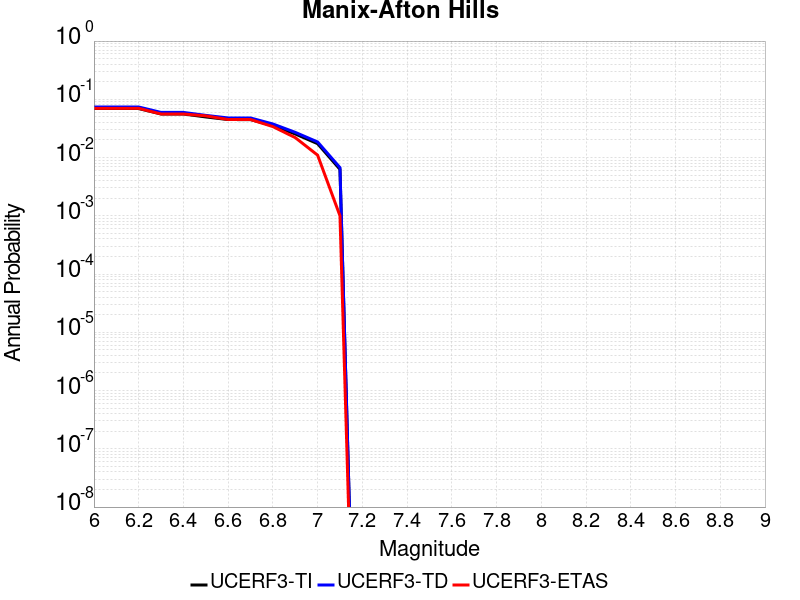 Manix-Afton Hills
10^0
10^-1
10^-2
10^-3
10^-4
10^-5
10^-6
10^-7
10^-8
Annual Probability
6 6.2 6.4 6.6 6.8 7 7.2 7.4 7.6 7.8 8 8.2 8.4 8.6 8.8 9
Magnitude
UCERF3-TI UCERF3-TD UCERF3-ETAS